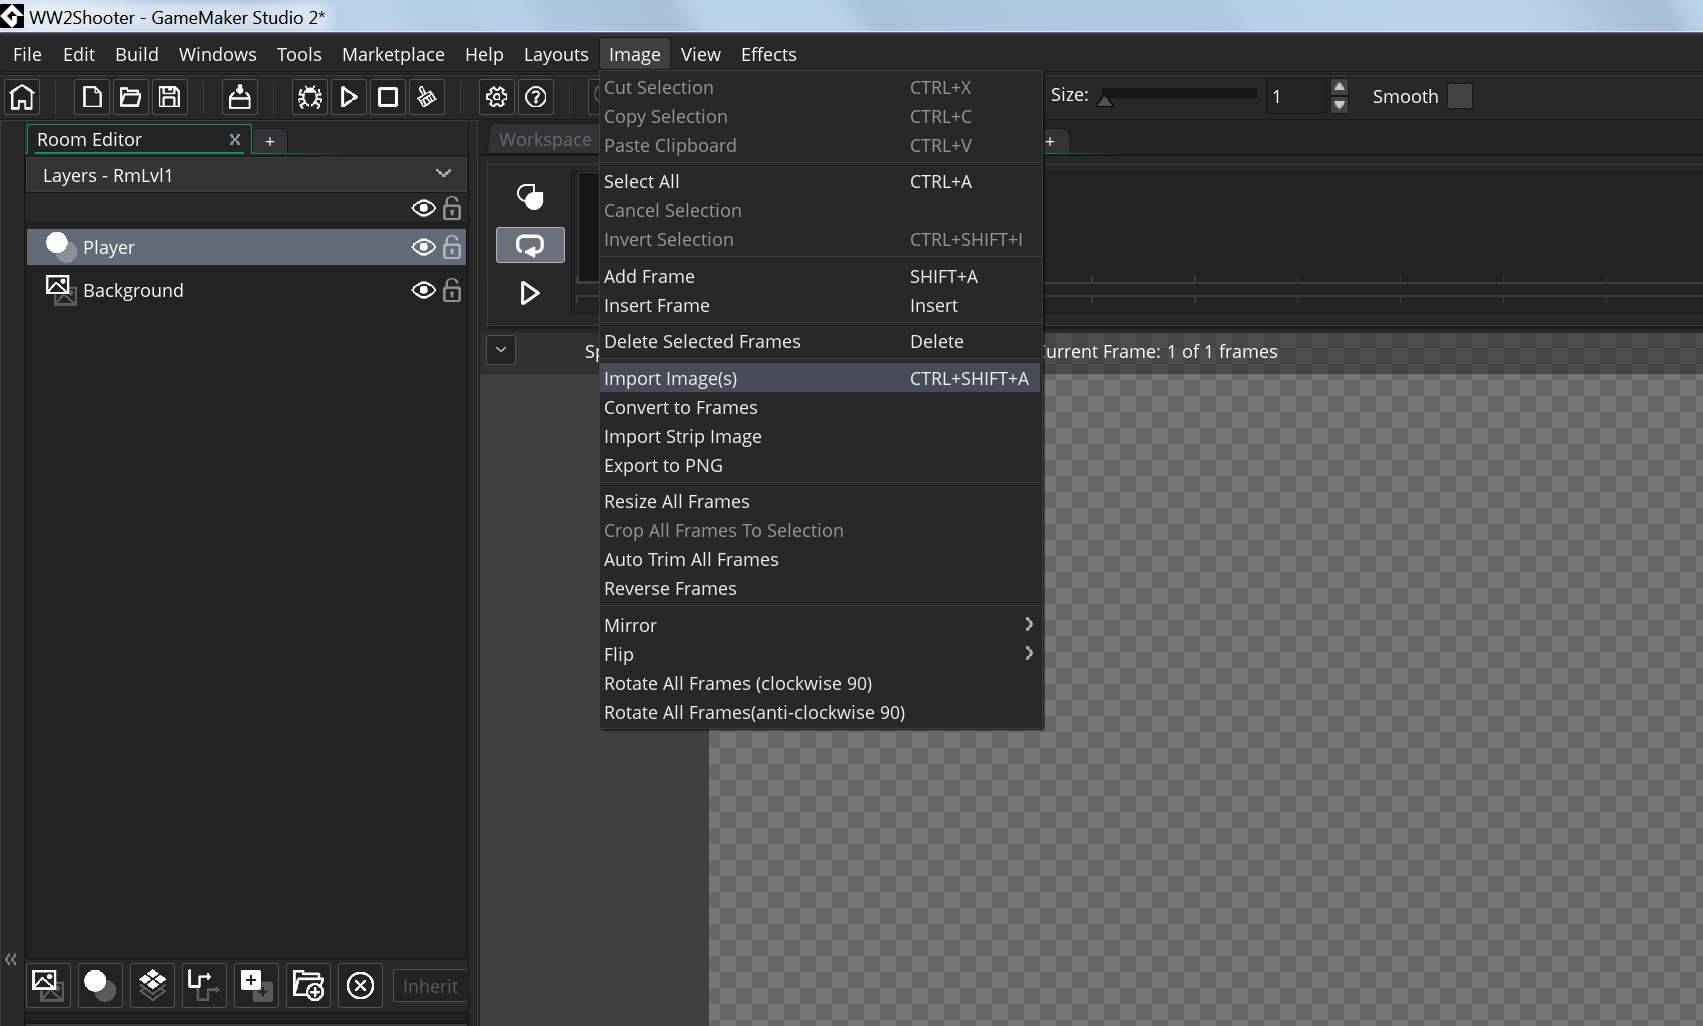 WW2Shooter - GameMaker Studio 2*
File Edit Build Windows Tools Marketplace Help Layouts Image View Effects
Size: 1 Smooth
Room Editor x +
Workspace +
Layers - RmLvl1
Player
Background
Cut Selection CTRL+X
Copy Selection CTRL+C
Paste Clipboard CTRL+V
Select All CTRL+A
Cancel Selection
Invert Selection CTRL+SHIFT+I
Add Frame SHIFT+A
Insert Frame Insert
Delete Selected Frames Delete
Import Image(s) CTRL+SHIFT+A
Convert to Frames
Import Strip Image
Export to PNG
Resize All Frames
Crop All Frames To Selection
Auto Trim All Frames
Reverse Frames
Mirror
Flip
Rotate All Frames (clockwise 90)
Rotate All Frames(anti-clockwise 90)
Current Frame: 1 of 1 frames
Inherit